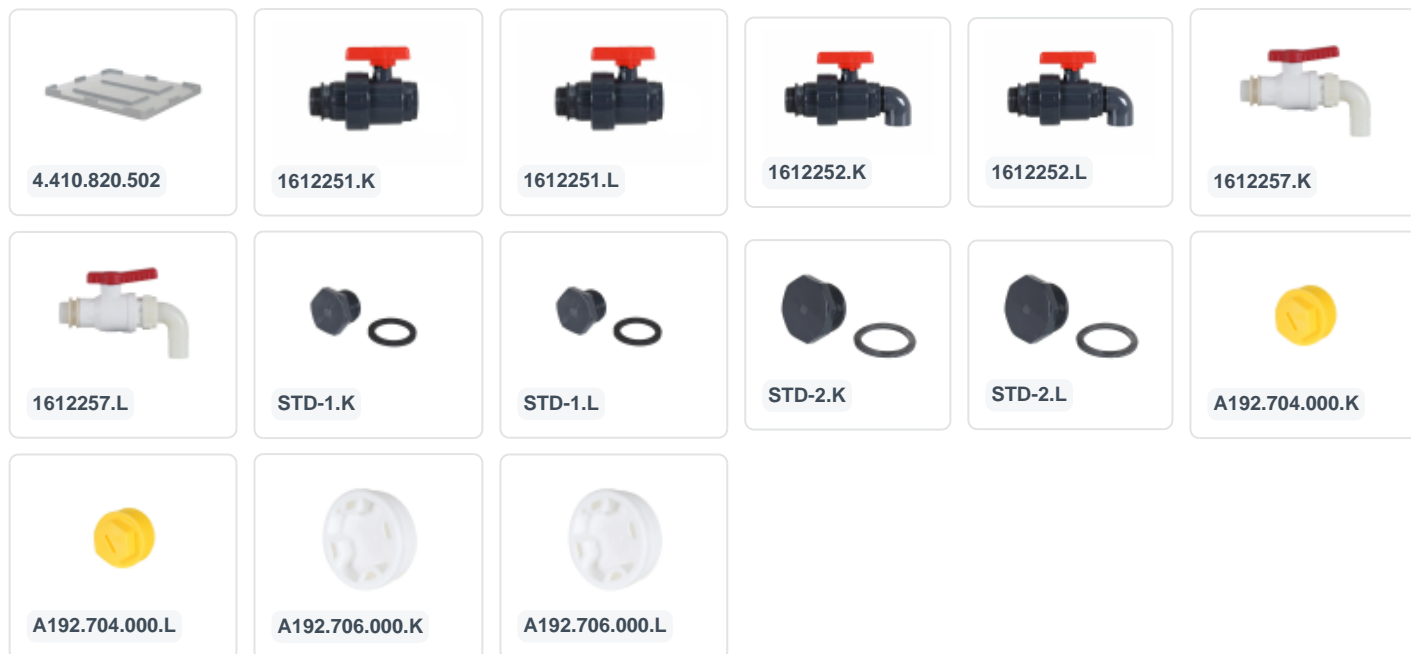 4.410.820.502
1612251.K
1612251.L
1612252.K
1612252.L
1612257.K
1612257.L
STD-1.K
STD-1.L
STD-2.K
STD-2.L
A192.704.000.K
A192.704.000.L
A192.706.000.K
A192.706.000.L